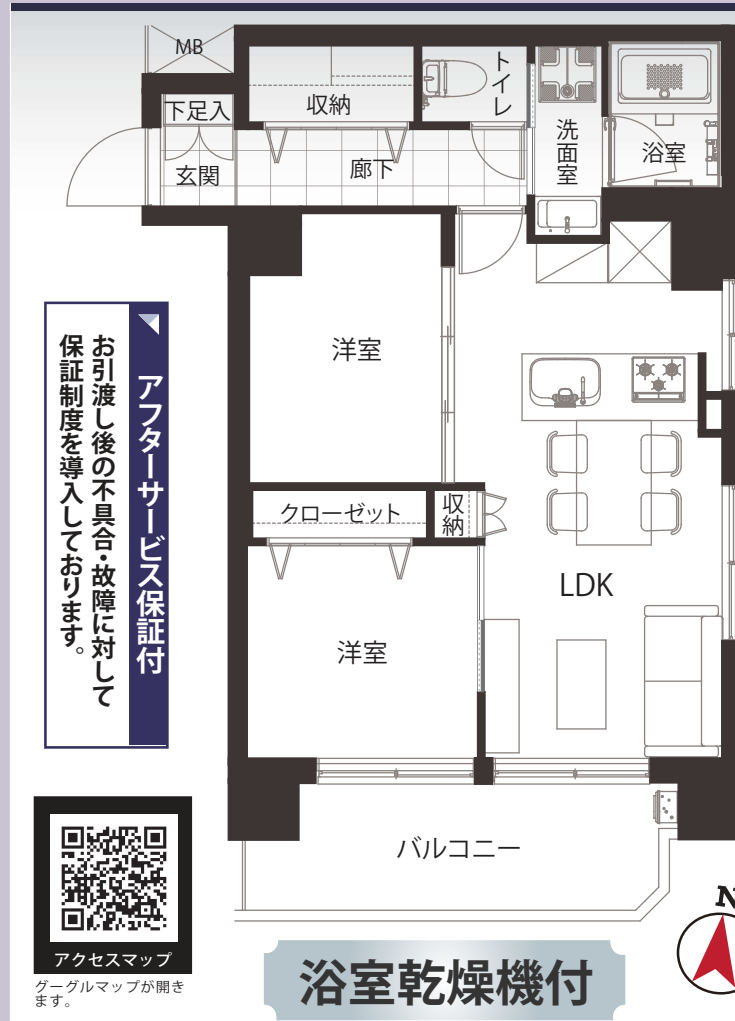 MB
収納
トイレ
洗面室
浴室
下足入
玄関
廊下
洋室
クローゼット
収納
LDK
洋室
バルコニー
アフターサービス保証付
お引渡し後の不具合・故障に対して
保証制度を導入しております。
アクセスマップ
グーグルマップが開き
ます。
浴室乾燥機付
N